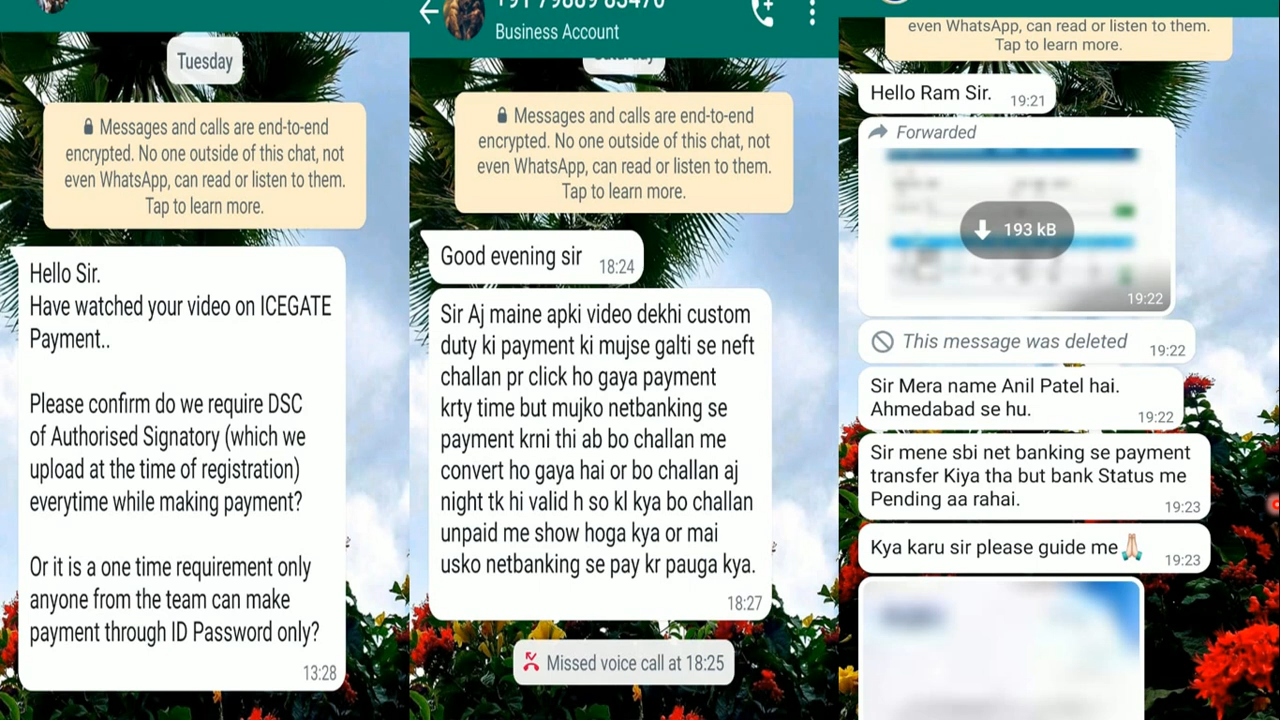 Tuesday
Messages and calls are end-to-end
encrypted. No one outside of this chat, not
even WhatsApp, can read or listen to them.
Tap to learn more.
Hello Sir.
Have watched your video on ICEGATE
Payment..
Please confirm do we require DSC
of Authorised Signatory (which we
upload at the time of registration)
everytime while making payment?
Or it is a one time requirement only
anyone from the team can make
payment through ID Password only?
13:28
Business Account
Messages and calls are end-to-end
encrypted. No one outside of this chat, not
even WhatsApp, can read or listen to them.
Tap to learn more.
Good evening sir
18:24
Sir Aj maine apki video dekhi custom
duty ki payment ki mujse galti se neft
challan pr click ho gaya payment
krty time but mujko netbanking se
payment krni thi ab bo challan me
convert ho gaya hai or bo challan aj
night tk hi valid h so kl kya bo challan
unpaid me show hoga kya or mai
usko netbanking se pay kr pauga kya.
18:27
Missed voice call at 18:25
even WhatsApp, can read or listen to them.
Tap to learn more.
Hello Ram Sir.
19:21
Forwarded
193 kB
19:22
This message was deleted
19:22
Sir Mera name Anil Patel hai.
Ahmedabad se hu.
19:22
Sir mene sbi net banking se payment
transfer Kiya tha but bank Status me
Pending aa rahai.
19:23
Kya karu sir please guide me🙏🏻
19:23